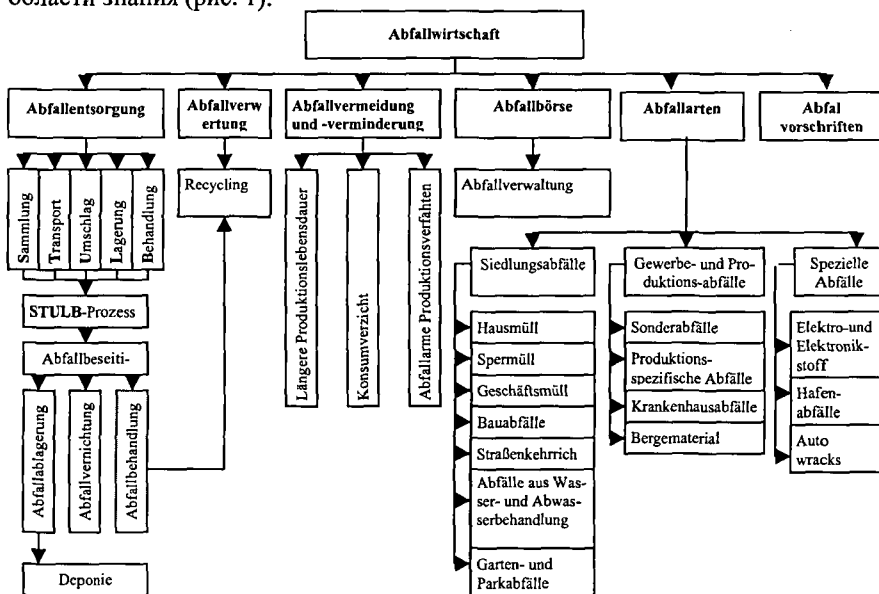 области знания (рис. 1).
Abfallwirtschaft
Abfallentsorgung
Abfallverw
ertung
Abfallvermeidung
und -verminderung
Abfallbörse
Abfallarten
Abfal
vorschriften
Sammlung
Transport
Umschlag
Lagerung
Behandlung
Recycling
Längere Produktionslebensdauer
Konsumverzicht
Abfallarme Produktionsverfahten
Abfallverwaltung
STULB-Prozess
Abfallbeseiti-
Abfallablagerung
Abfallvernichtung
Abfallbehandlung
Deponie
Siedlungsabfälle
Hausmüll
Spermüll
Geschäftsmüll
Bauabfälle
Straßenkehrrich
Abfälle aus Was-
ser- und Abwas-
serbehandlung
Garten- und
Parkabfälle
Gewerbe- und Pro-
duktions-abfälle
Sonderabfälle
Produktions-
spezifische Abfälle
Krankenhausabfälle
Bergematerial
Spezielle
Abfälle
Elektro-und
Elektronik-
stoff
Hafen-
abfälle
Auto
wracks